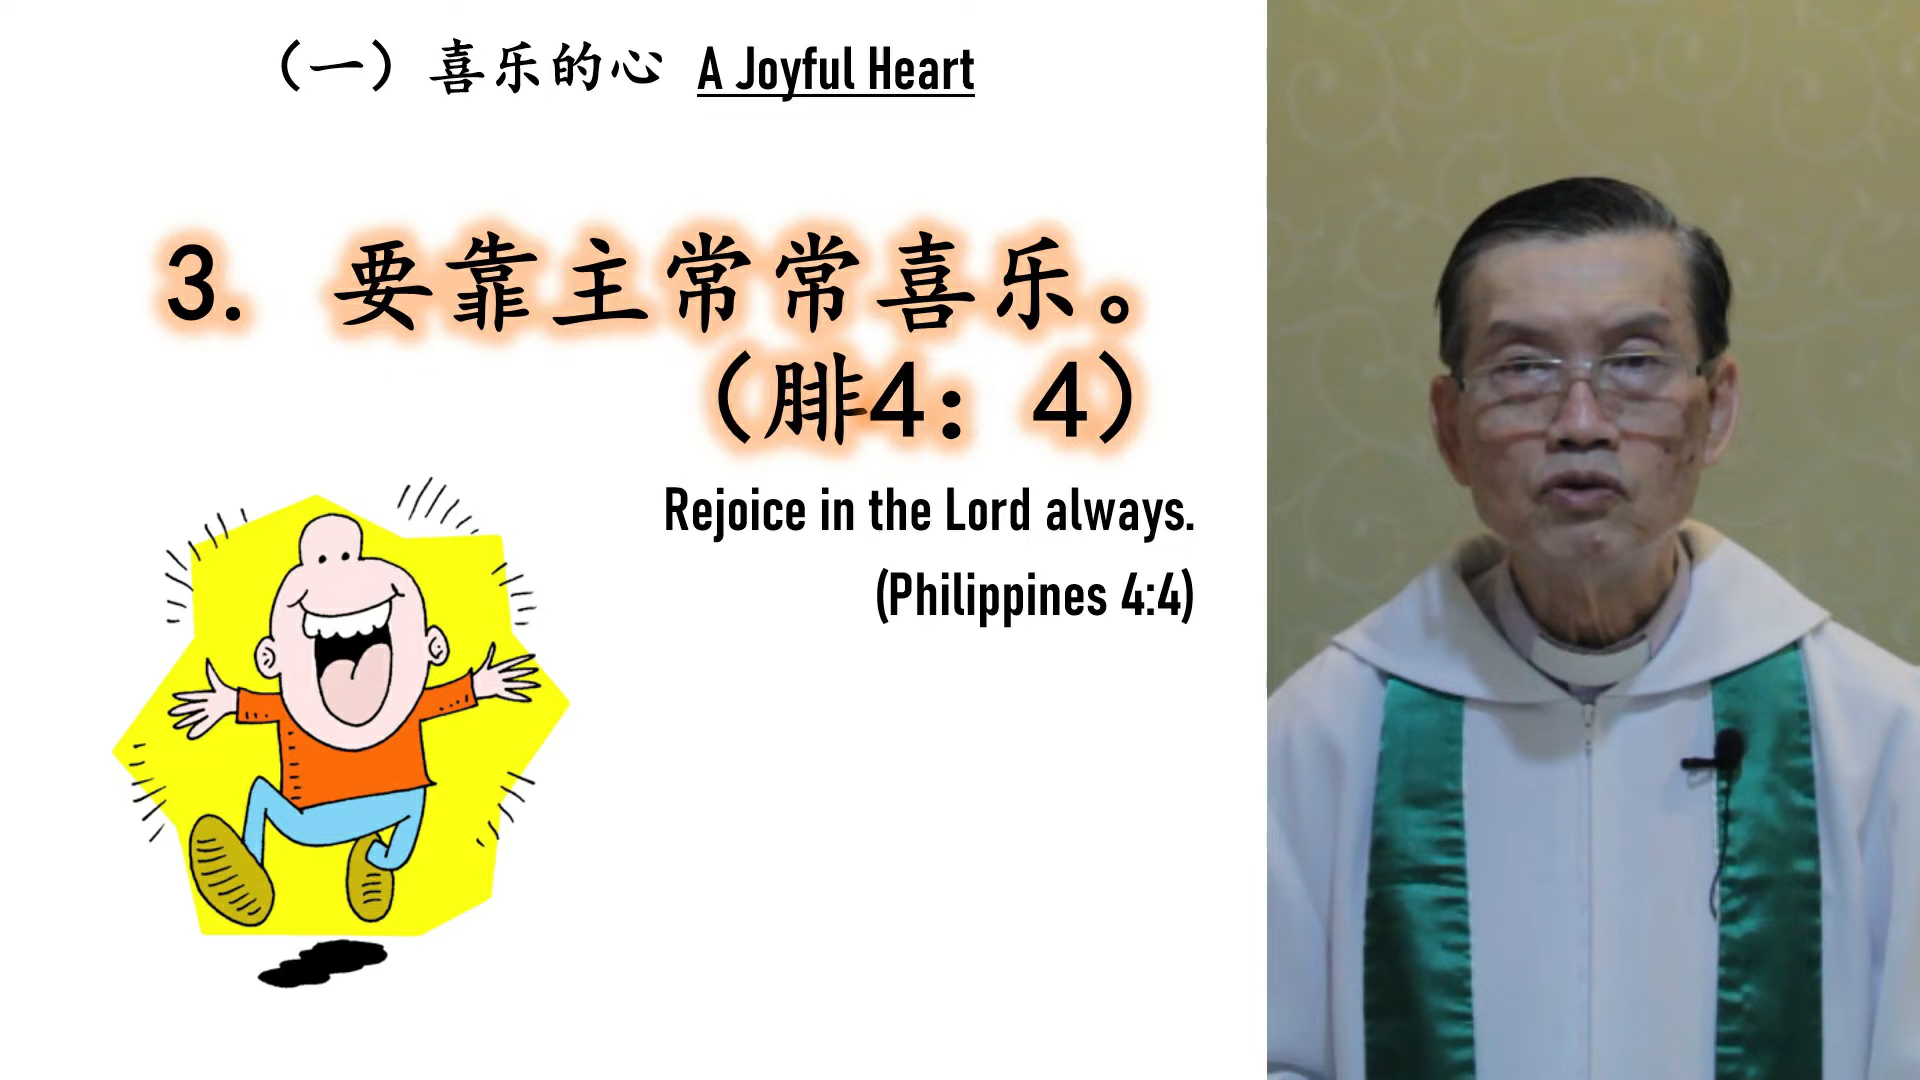 （一）喜乐的心 A Joyful Heart
3. 要靠主常常喜乐。
（腓4：4）
Rejoice in the Lord always.
(Philippines 4:4)